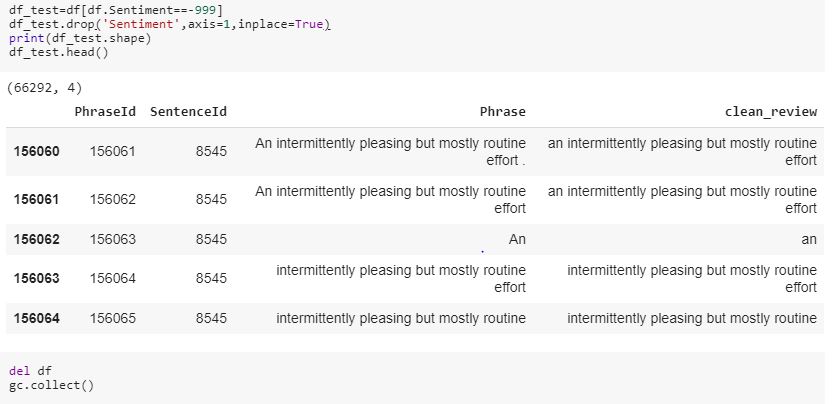 df_test=df[df.Sentiment==-999]
df_test.drop('Sentiment',axis=1,inplace=True)
print(df_test.shape)
df_test.head()
(66292, 4)
PhraseId SentenceId Phrase clean_review
156060 156061 8545 An intermittently pleasing but mostly routine effort . an intermittently pleasing but mostly routine effort
156061 156062 8545 An intermittently pleasing but mostly routine effort an intermittently pleasing but mostly routine effort
156062 156063 8545 An an
156063 156064 8545 intermittently pleasing but mostly routine effort intermittently pleasing but mostly routine effort
156064 156065 8545 intermittently pleasing but mostly routine intermittently pleasing but mostly routine
del df
gc.collect()